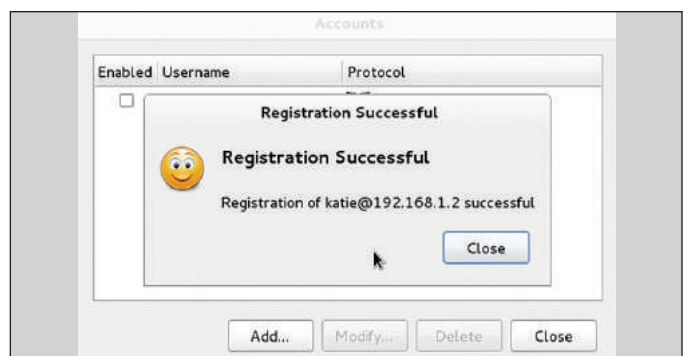 Accounts
Enabled Username Protocol
Registration Successful
Registration Successful
Registration of katie@192.168.1.2 successful
Close
Add... Modify... Delete Close